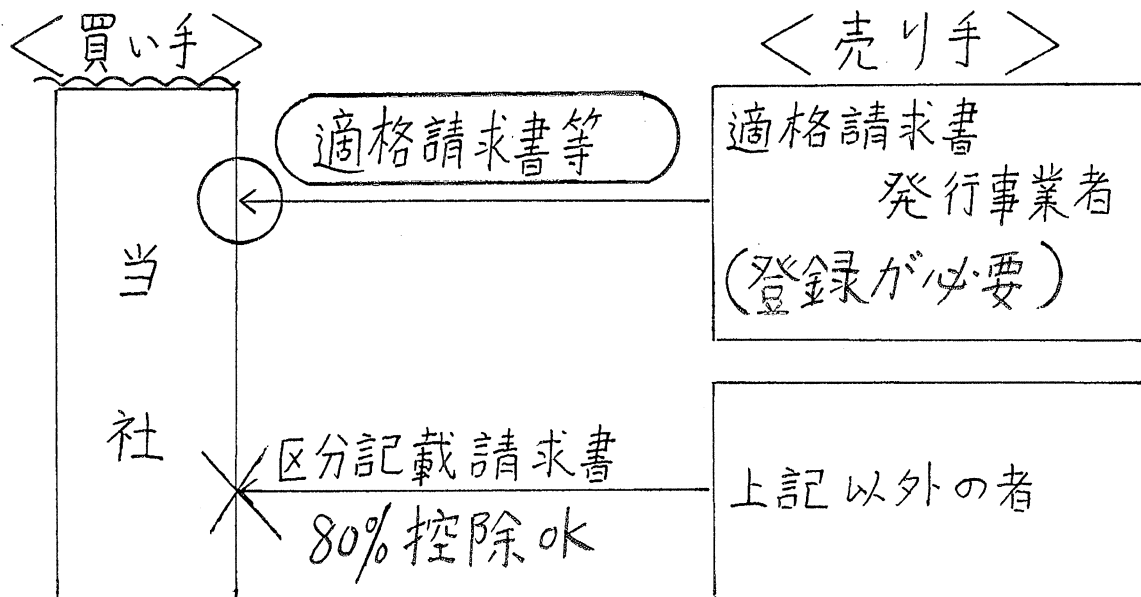 <買い手>
<売り手>
適格請求書等
適格請求書
発行事業者
(登録が必要)
当社
区分記載請求書
80%控除OK
上記以外の者